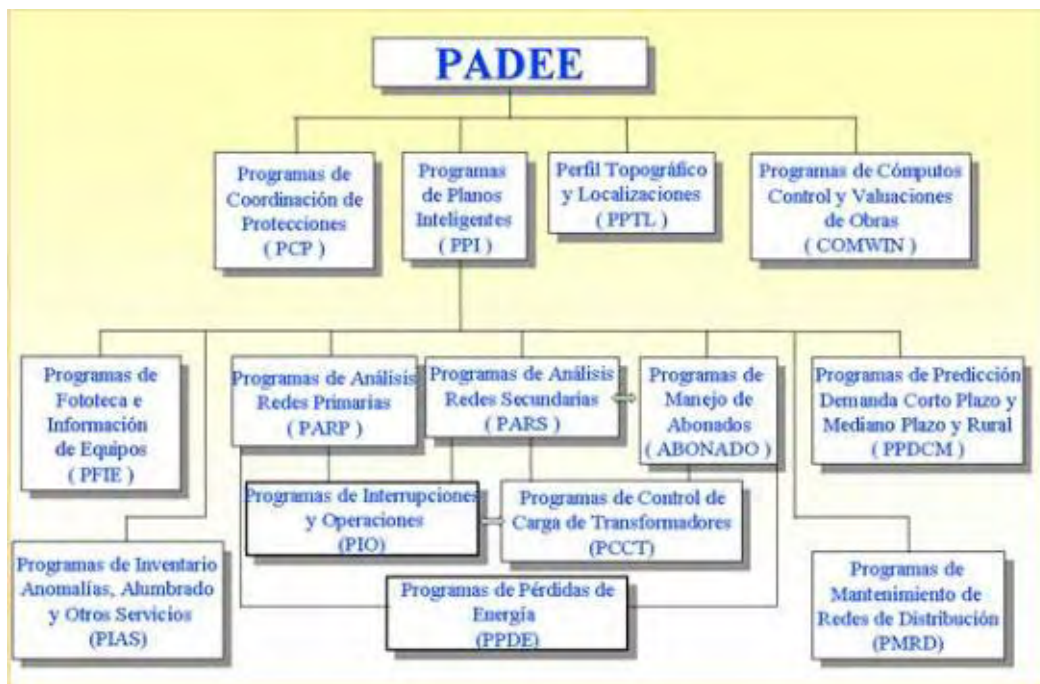 PADEE
Programas de
Coordinación de
Protecciones
( PCP )
Programas
de Planos
Inteligentes
( PPI )
Perfil Topográfico
y Localizaciones
( PPTL )
Programas de Cómputos
Control y Valuaciones
de Obras
( COMWIN )
Programas de
Fototeca e
Información
de Equipos
( PFIE )
Programas de Análisis
Redes Primarias
( PARP )
Programas de Análisis
Redes Secundarias
( PARS )
Programas de
Manejo de
Abonados
( ABONADO )
Programas de Predicción
Demanda Corto Plazo y
Mediano Plazo y Rural
( PPDCM )
Programas de Interrupciones
y Operaciones
(PIO)
Programas de Control de
Carga de Transformadores
(PCCT)
Programas de Inventario
Anomalías, Alumbrado
y Otros Servicios
(PIAS)
Programas de Pérdidas de
Energía
(PPDE)
Programas de
Mantenimiento de
Redes de Distribución
(PMRD)